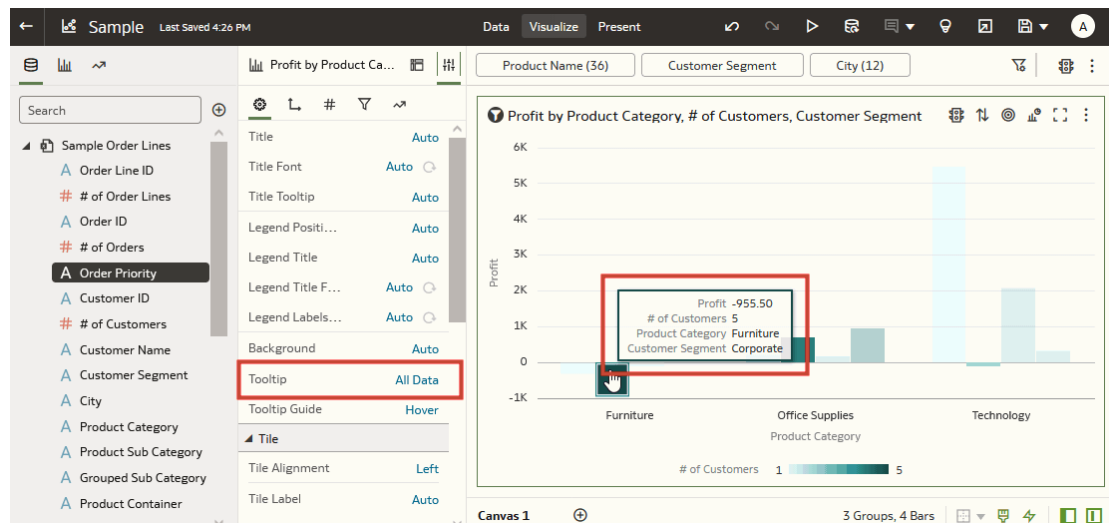 Sample Last Saved 4:26 PM
Data Visualize Present
A
Profit by Product Ca...
Product Name (36) Customer Segment City (12)
Search
Sample Order Lines
A Order Line ID
# # of Order Lines
A Order ID
# # of Orders
A Order Priority
A Customer ID
# # of Customers
A Customer Name
A Customer Segment
A City
A Product Category
A Product Sub Category
A Grouped Sub Category
A Product Container
#
Title Auto
Title Font Auto
Title Tooltip Auto
Legend Positi... Auto
Legend Title Auto
Legend Title F... Auto
Legend Labels... Auto
Background Auto
Tooltip All Data
Tooltip Guide Hover
Tile
Tile Alignment Left
Tile Label Auto
Profit by Product Category, # of Customers, Customer Segment
6K
5K
4K
3K
2K
1K
0
-1K
Profit
Profit -955.50
# of Customers 5
Product Category Furniture
Customer Segment Corporate
Furniture Office Supplies Technology
Product Category
# of Customers 1 5
Canvas 1 3 Groups, 4 Bars